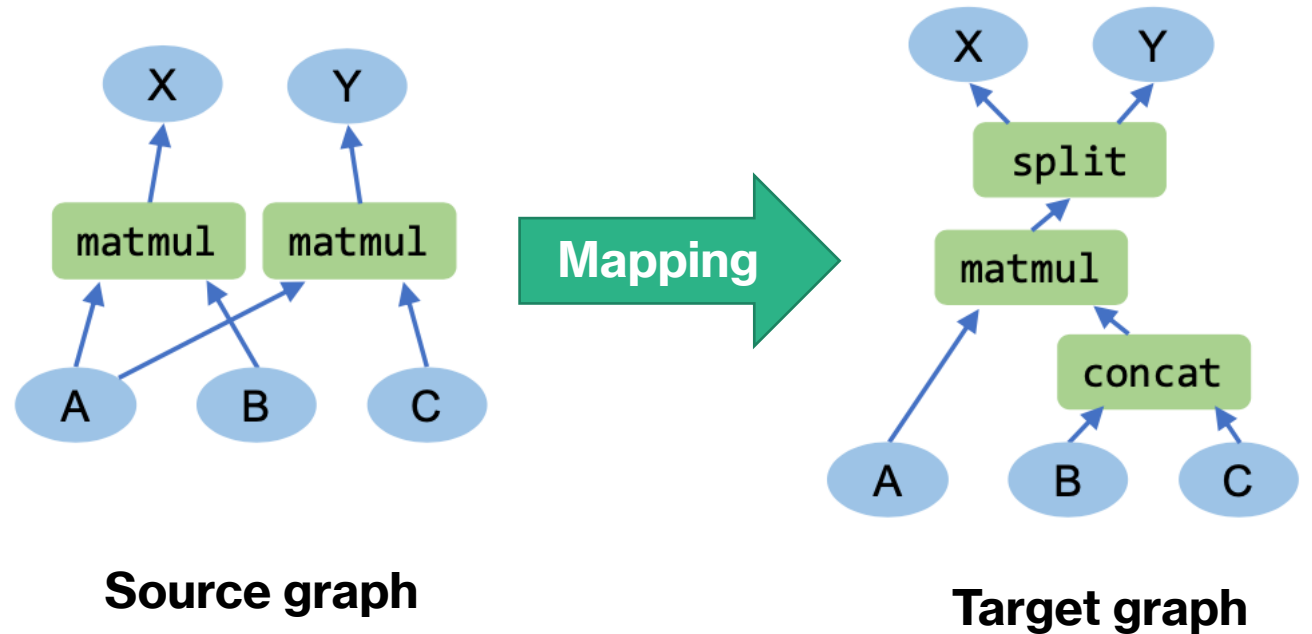 X Y
matmul matmul
A B C
Source graph
Mapping
X Y
split
matmul
concat
A B C
Target graph